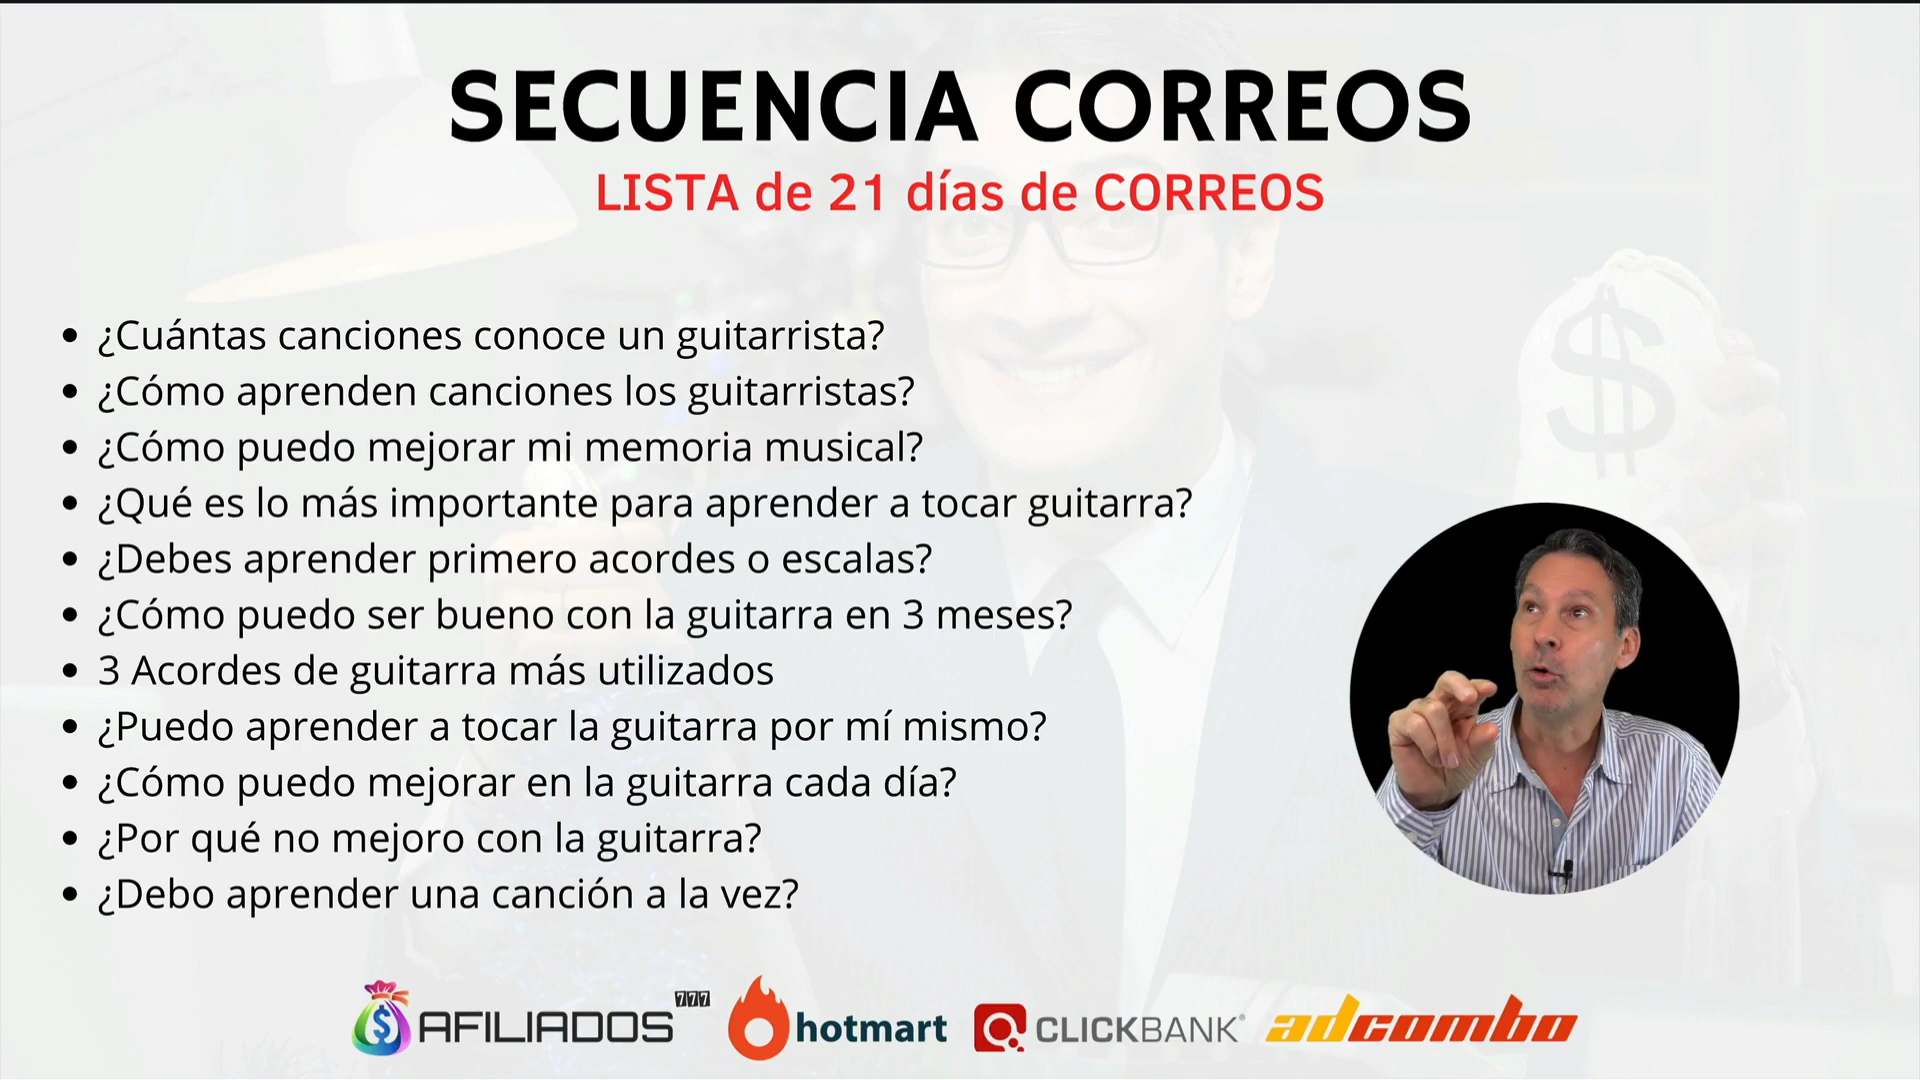 SECUENCIA CORREOS
LISTA de 21 días de CORREOS
$
• ¿Cuántas canciones conoce un guitarrista?
• ¿Cómo aprenden canciones los guitarristas?
• ¿Cómo puedo mejorar mi memoria musical?
• ¿Qué es lo más importante para aprender a tocar guitarra?
• ¿Debes aprender primero acordes o escalas?
• ¿Cómo puedo ser bueno con la guitarra en 3 meses?
• 3 Acordes de guitarra más utilizados
• ¿Puedo aprender a tocar la guitarra por mí mismo?
• ¿Cómo puedo mejorar en la guitarra cada día?
• ¿Por qué no mejoro con la guitarra?
• ¿Debo aprender una canción a la vez?
$ AFILIADOS 777 hotmart CLICKBANK® adcombo